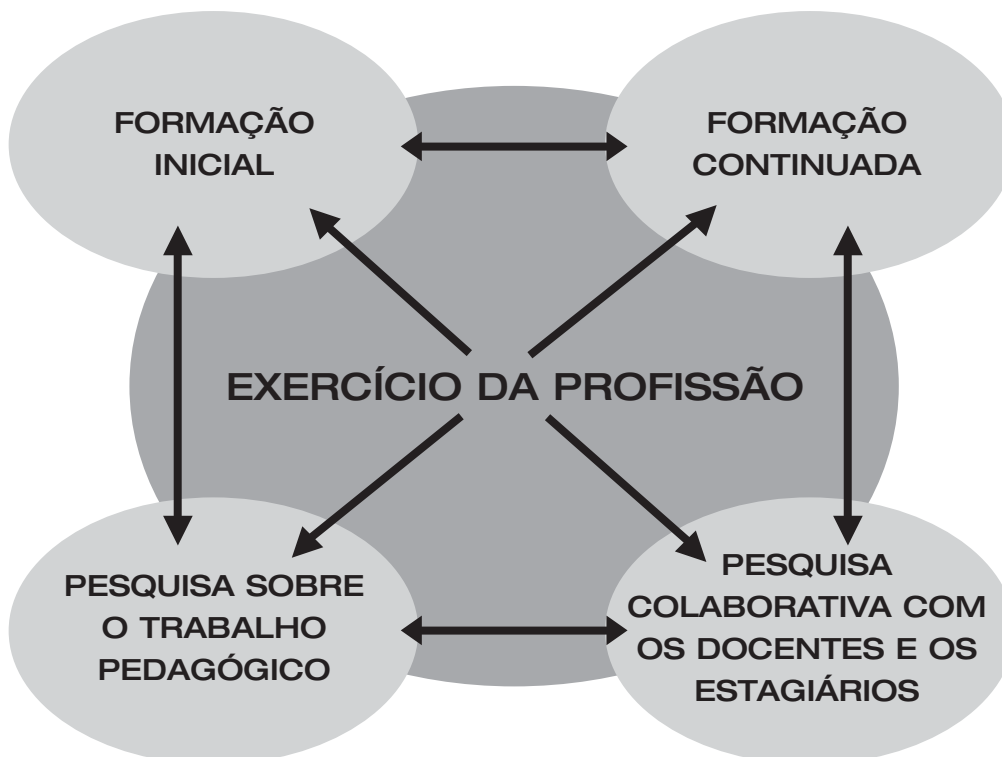 FORMAÇÃO
INICIAL
FORMAÇÃO
CONTINUADA
EXERCÍCIO DA PROFISSÃO
PESQUISA SOBRE
O TRABALHO
PEDAGÓGICO
PESQUISA
COLABORATIVA COM
OS DOCENTES E OS
ESTAGIÁRIOS